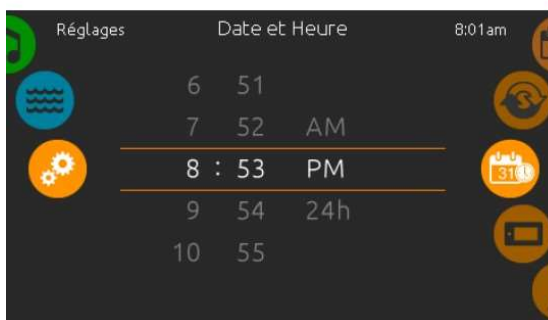 Réglages Date et Heure 8:01am
6 51
7 52 AM
8 : 53 PM
9 54 24h
10 55
31